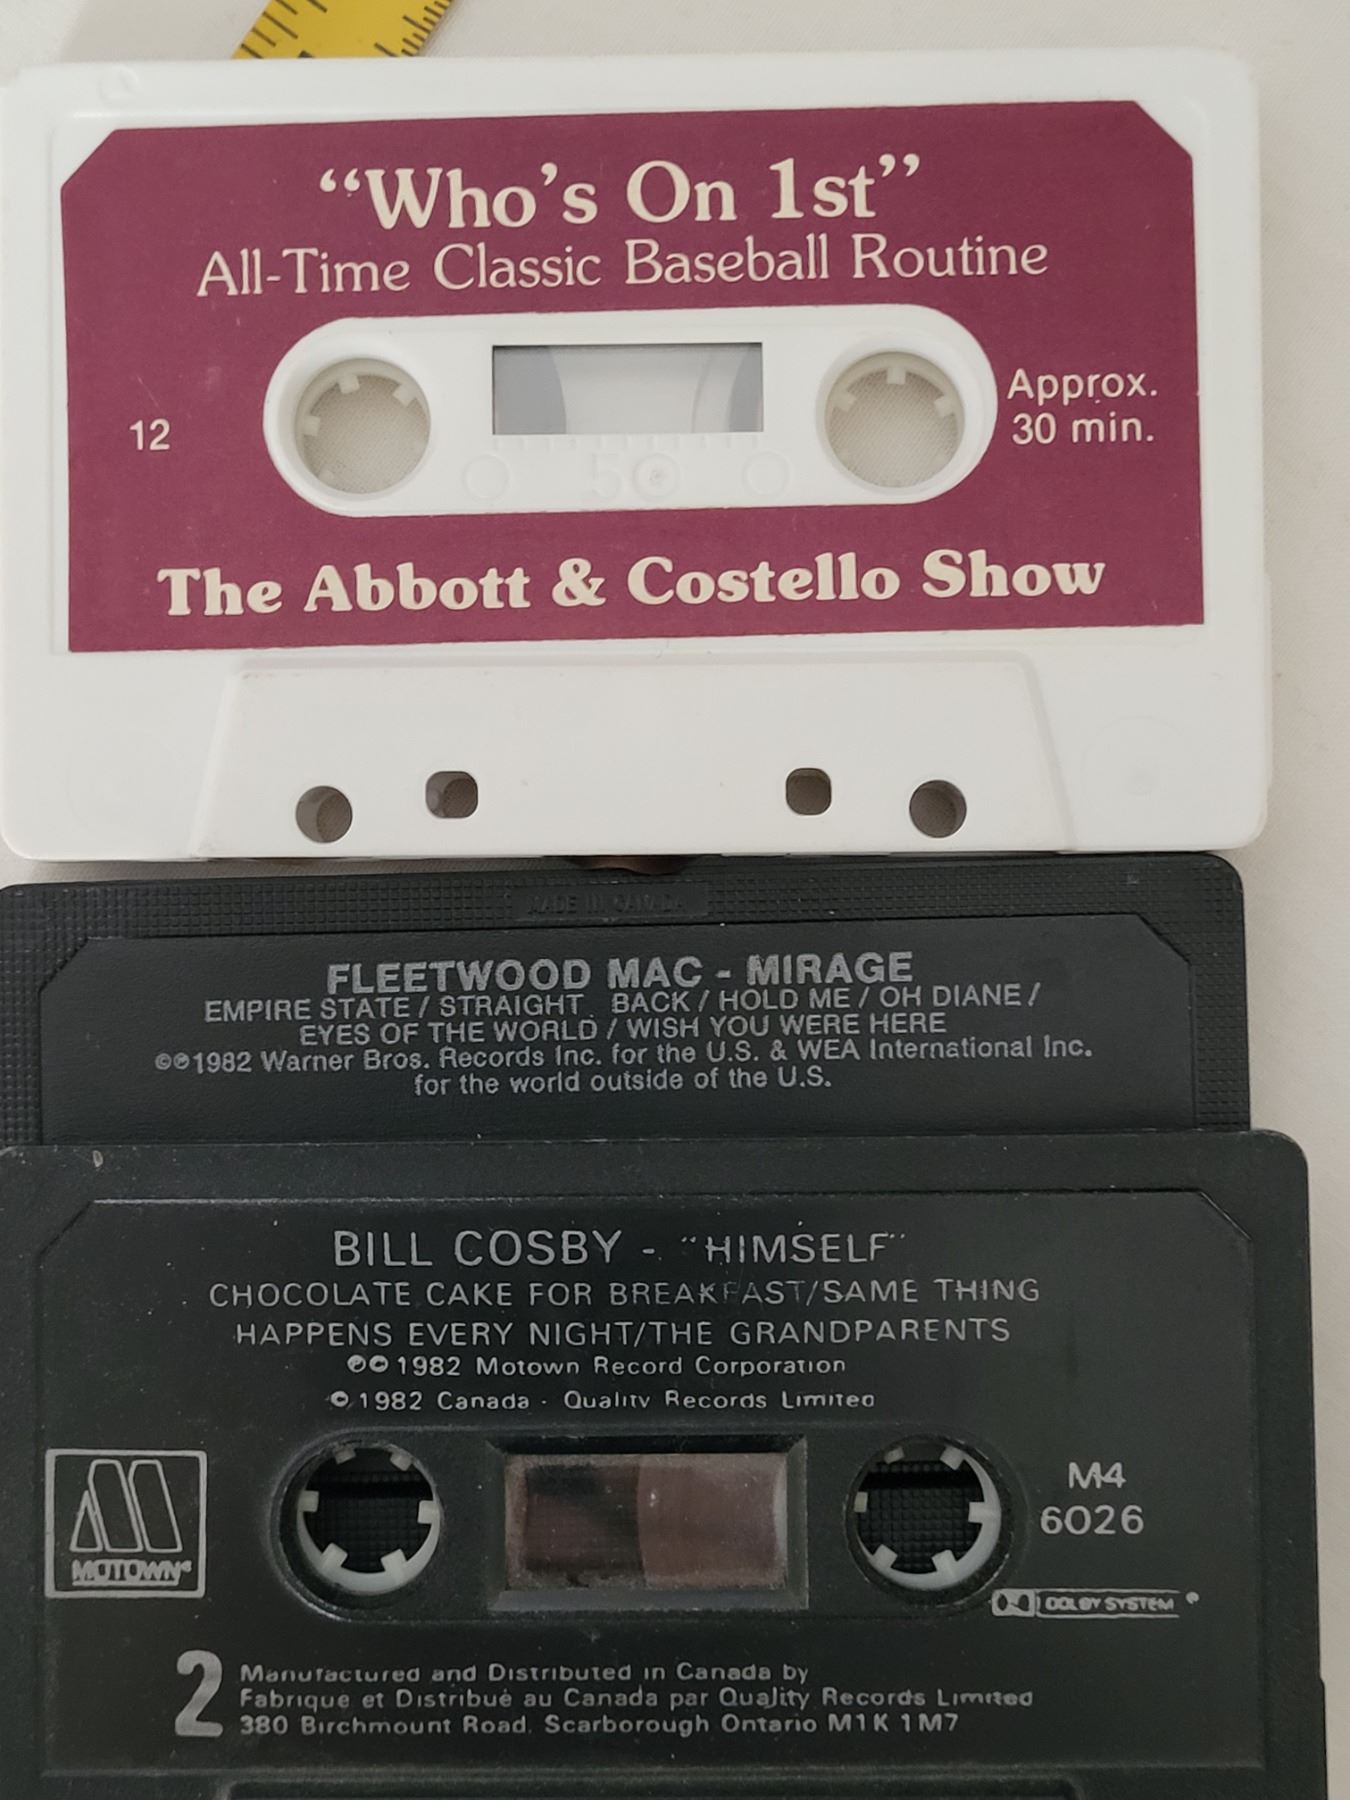 “Who’s On 1st”
All-Time Classic Baseball Routine
12
Approx.
30 min.
50
The Abbott & Costello Show
MADE IN CANADA
FLEETWOOD MAC - MIRAGE
EMPIRE STATE / STRAIGHT BACK / HOLD ME / OH DIANE /
EYES OF THE WORLD / WISH YOU WERE HERE
©℗1982 Warner Bros. Records Inc. for the U.S. & WEA International Inc.
for the world outside of the U.S.
BILL COSBY - “HIMSELF”
CHOCOLATE CAKE FOR BREAKFAST/SAME THING
HAPPENS EVERY NIGHT/THE GRANDPARENTS
℗© 1982 Motown Record Corporation
© 1982 Canada - Quality Records Limited
M
MOTOWN®
M4
6026
DOLBY SYSTEM ®
2
Manufactured and Distributed in Canada by
Fabriqué et Distribué au Canada par Quality Records Limited
380 Birchmount Road, Scarborough Ontario M1K 1M7